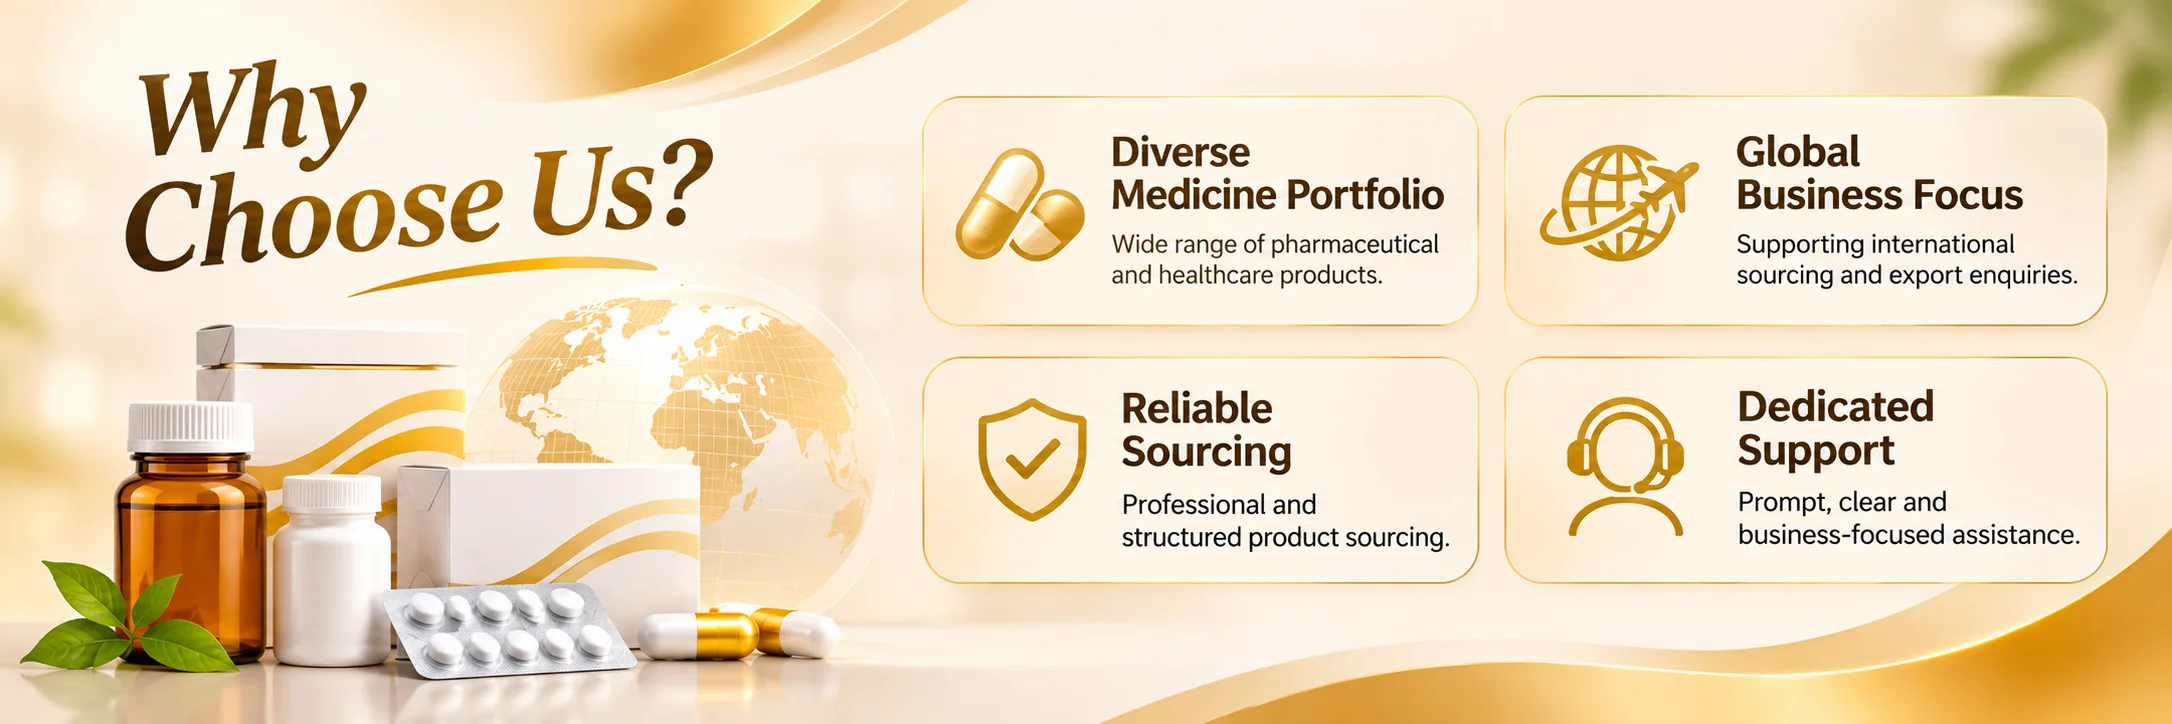 Why
Choose Us?
Diverse
Medicine Portfolio
Wide range of pharmaceutical
and healthcare products.
Global
Business Focus
Supporting international
sourcing and export enquiries.
Reliable
Sourcing
Professional and
structured product sourcing.
Dedicated
Support
Prompt, clear and
business-focused assistance.